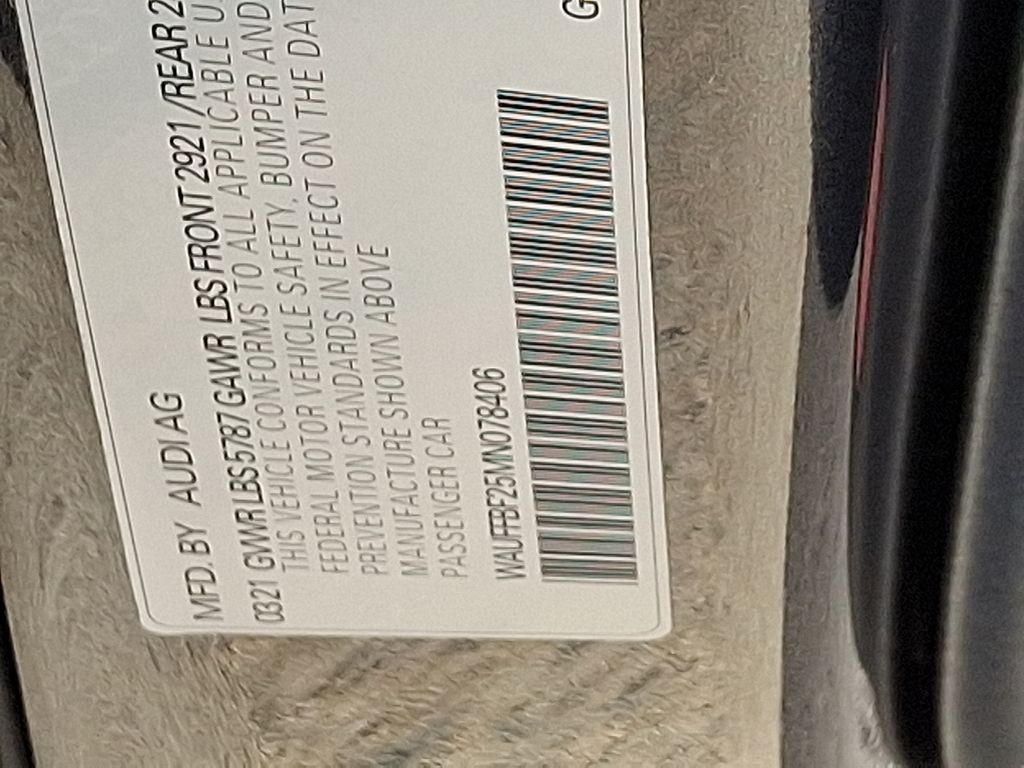 MFD. BY AUDI AG
0321 GWR LBS 5787 GAWR LBS FRONT 2921/REAR 2
THIS VEHICLE CONFORMS TO ALL APPLICABLE U
FEDERAL MOTOR VEHICLE SAFETY, BUMPER AND
PREVENTION STANDARDS IN EFFECT ON THE DAT
MANUFACTURE SHOWN ABOVE
PASSENGER CAR
WAUFFBF25MN078406
G